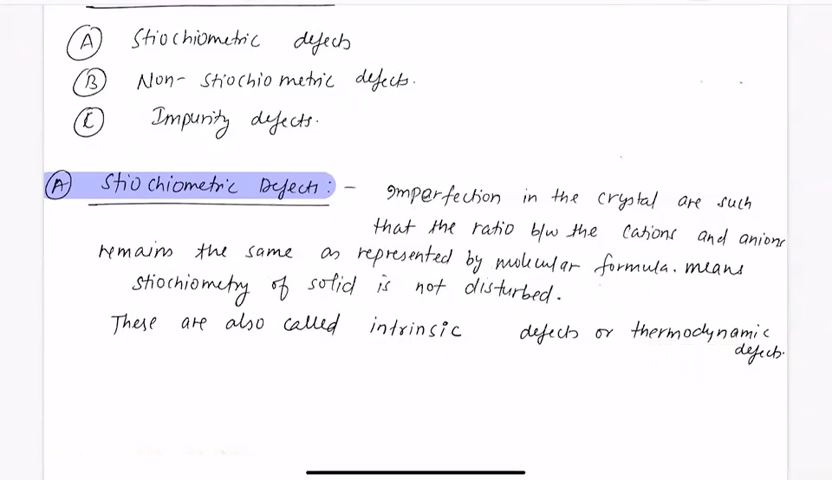 A Stiochiometric defects
B Non-Stiochiometric defects.
C Impurity defects.
A Stiochiometric Defects: - Imperfection in the crystal are such
that the ratio b/w the cations and anions
remains the same as represented by molecular formula. means
stiochiometry of solid is not disturbed.
These are also called intrinsic defects or thermodynamic
defects.